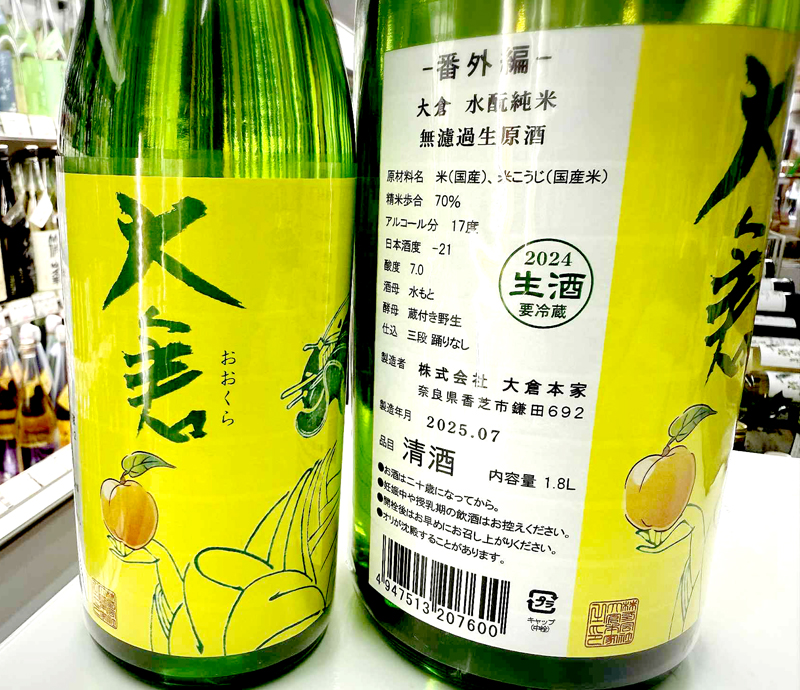 大倉
おおくら
-番外編-
大倉 水酛純米
無濾過生原酒
原材料名 米(国産)、米こうじ(国産米)
精米歩合 70%
アルコール分 17度
日本酒度 -21
酸度 7.0
酒母 水もと
酵母 蔵付き野生
仕込 三段 踊りなし
2024
生酒
要冷蔵
製造者 株式会社 大倉本家
奈良県香芝市鎌田692
製造年月 2025.07
品目 清酒 内容量 1.8L
●お酒は二十歳になってから。
●妊娠中や授乳期の飲酒はお控えください。
●開栓後はお早めにお召し上がりください。
●オリが沈殿することがあります。
4 947513 207600
プラ
キャップ
(中栓)
大倉